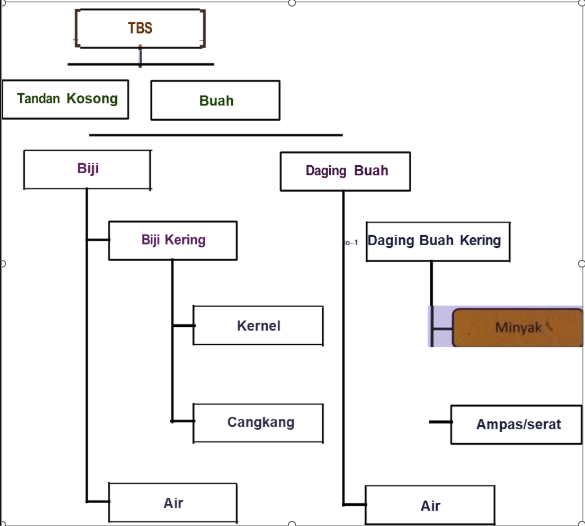 TBS
Tandan Kosong
Buah
Biji
Daging Buah
Biji Kering
Daging Buah Kering
Kernel
Minyak
Cangkang
Ampas/serat
Air
Air